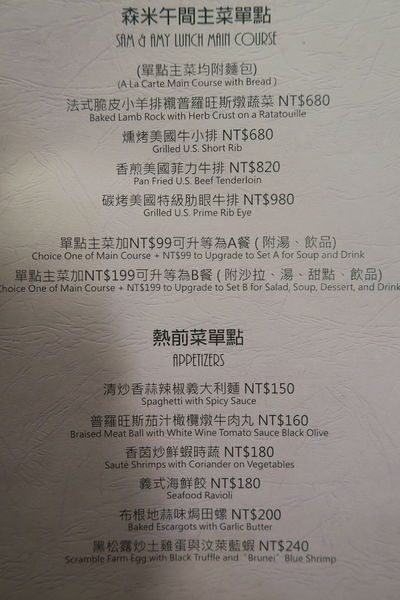 森米午間主菜單點
SAM & AMY LUNCH MAIN COURSE
(單點主菜均附麵包)
(A La Carte Main Course with Bread )
法式脆皮小羊排襯普羅旺斯燉蔬菜 NT$680
Baked Lamb Rock with Herb Crust on a Ratatouille
爐烤美國牛小排 NT$680
Grilled U.S. Short Rib
香煎美國菲力牛排 NT$820
Pan Fried U.S. Beef Tenderloin
碳烤美國特級肋眼牛排 NT$980
Grilled U.S. Prime Rib Eye
單點主菜加NT$99可升等為A餐 ( 附湯、飲品)
Choice One of Main Course + NT$99 to Upgrade to Set A for Soup and Drink
單點主菜加NT$199可升等為B餐 ( 附沙拉、湯、甜點、飲品)
Choice One of Main Course + NT$199 to Upgrade to Set B for Salad, Soup, Dessert, and Drink
熱前菜單點
APPETIZERS
清炒香蒜辣椒義大利麵 NT$150
Spaghetti with Spicy Sauce
普羅旺斯茄汁橄欖燉牛肉丸 NT$160
Braised Meat Ball with White Wine Tomato Sauce Black Olive
香茵炒鮮蝦時蔬 NT$180
Sauté Shrimps with Coriander on Vegetables
義式海鮮餃 NT$180
Seafood Ravioli
布根地蒜味焗田螺 NT$200
Baked Escargots with Garlic Butter
黑松露炒土雞蛋與汶萊藍蝦 NT$240
Scramble Farm Egg with Black Truffle and "Brunei" Blue Shrimp